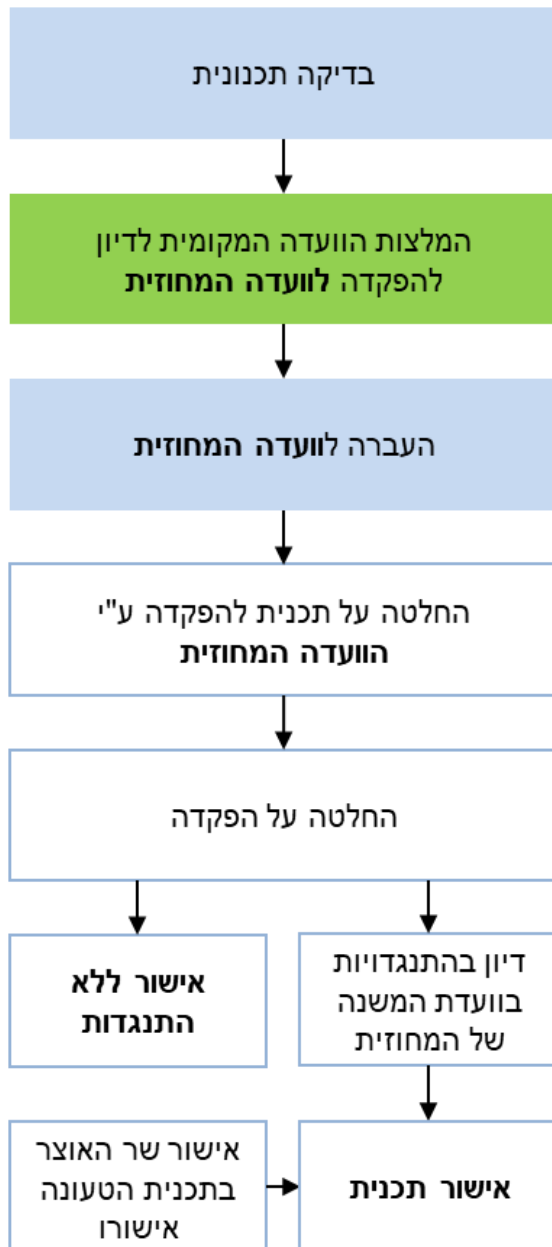 בדיקה תכנונית
המלצות הוועדה המקומית לדיון
להפקדה לוועדה המחוזית
העברה לוועדה המחוזית
החלטה על תכנית להפקדה ע"י
הוועדה המחוזית
החלטה על הפקדה
דיון בהתנגדויות
בוועדת המשנה
של המחוזית
אישור ללא
התנגדות
אישור תכנית
אישור שר האוצר
בתכנית הטעונה
אישורו